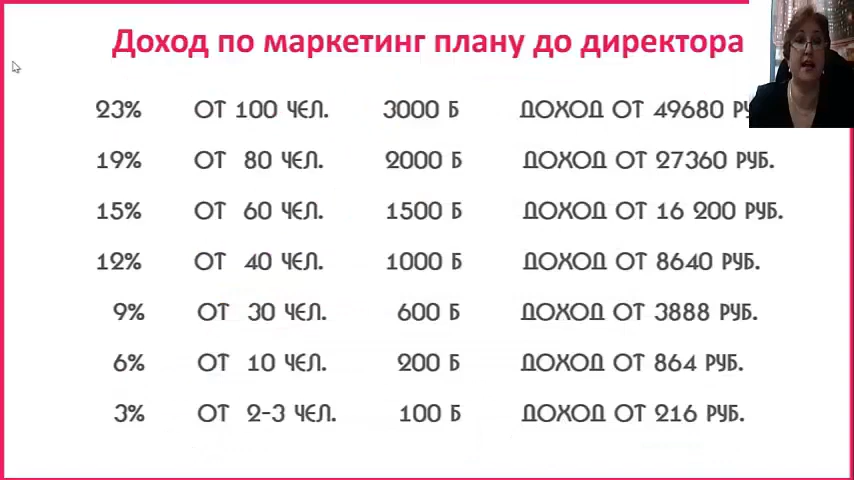 Доход по маркетинг плану до директора
23% ОТ 100 ЧЕЛ. 3000 Б ДОХОД ОТ 49680
19% ОТ 80 ЧЕЛ. 2000 Б ДОХОД ОТ 27360 РУБ.
15% ОТ 60 ЧЕЛ. 1500 Б ДОХОД ОТ 16 200 РУБ.
12% ОТ 40 ЧЕЛ. 1000 Б ДОХОД ОТ 8640 РУБ.
9% ОТ 30 ЧЕЛ. 600 Б ДОХОД ОТ 3888 РУБ.
6% ОТ 10 ЧЕЛ. 200 Б ДОХОД ОТ 864 РУБ.
3% ОТ 2-3 ЧЕЛ. 100 Б ДОХОД ОТ 216 РУБ.